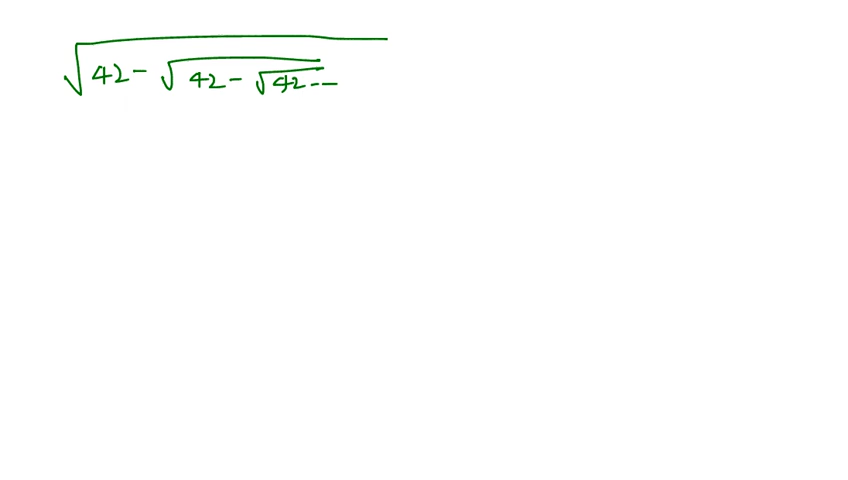 √(42 - √(42 - √(42 --